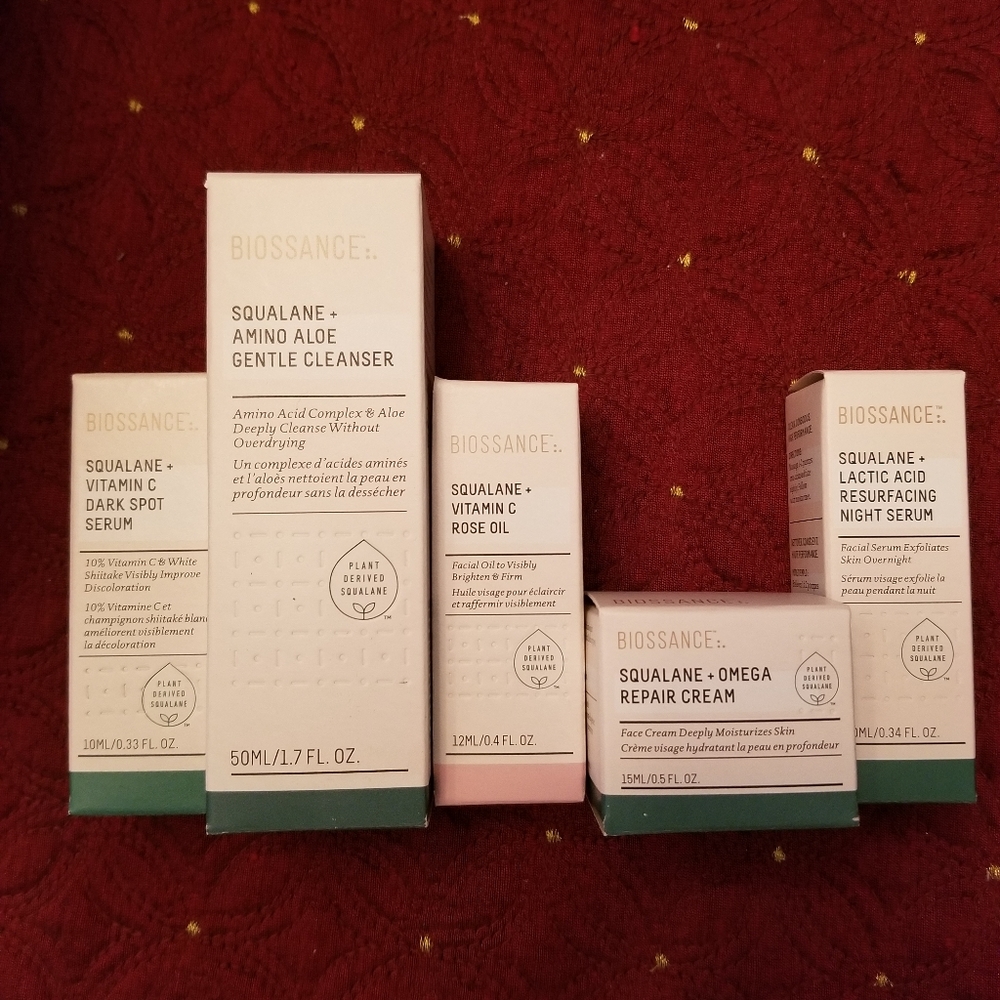 BIOSSANCE
SQUALANE +
VITAMIN C
DARK SPOT
SERUM
10% Vitamin C & White
Shiitake Visibly Improve
Discoloration
10% Vitamine C et
champignon shiitaké blanc
améliorent visiblement
la décoloration
PLANT
DERIVED
SQUALANE
TM
10ML/0.33 FL. OZ.
BIOSSANCE
SQUALANE +
AMINO ALOE
GENTLE CLEANSER
Amino Acid Complex & Aloe
Deeply Cleanse Without
Overdrying
Un complexe d'acides aminés
et l'aloès nettoient la peau en
profondeur sans la dessécher
PLANT
DERIVED
SQUALANE
TM
50ML/1.7 FL. OZ.
BIOSSANCE
SQUALANE +
VITAMIN C
ROSE OIL
Facial Oil to Visibly
Brighten & Firm
Huile visage pour éclaircir
et raffermir visiblement
PLANT
DERIVED
SQUALANE
TM
12ML/0.4 FL. OZ.
BIOSSANCE
BIOSSANCE
SQUALANE + OMEGA
REPAIR CREAM
PLANT
DERIVED
SQUALANE
TM
Face Cream Deeply Moisturizes Skin
Crème visage hydratant la peau en profondeur
15ML/0.5 FL. OZ.
BIOSSANCE™
SQUALANE +
LACTIC ACID
RESURFACING
NIGHT SERUM
Facial Serum Exfoliates
Skin Overnight
Sérum visage exfolie la
peau pendant la nuit
PLANT
DERIVED
SQUALANE
TM
0ML/0.34 FL. OZ.